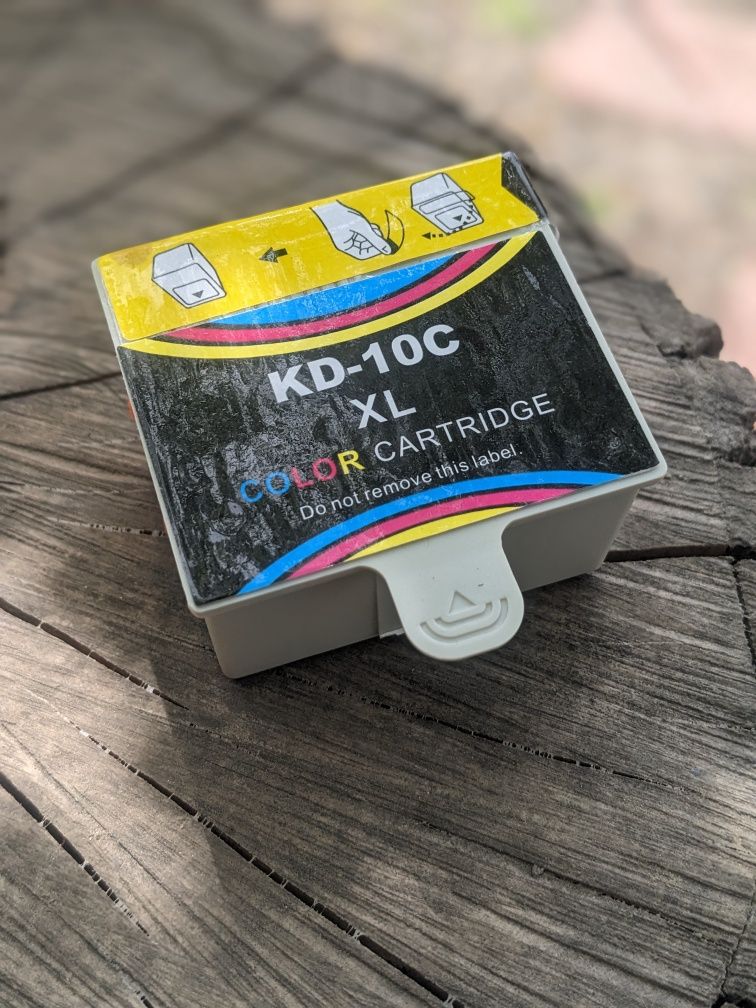 KD-10C
XL
COLOR CARTRIDGE
Do not remove this label.